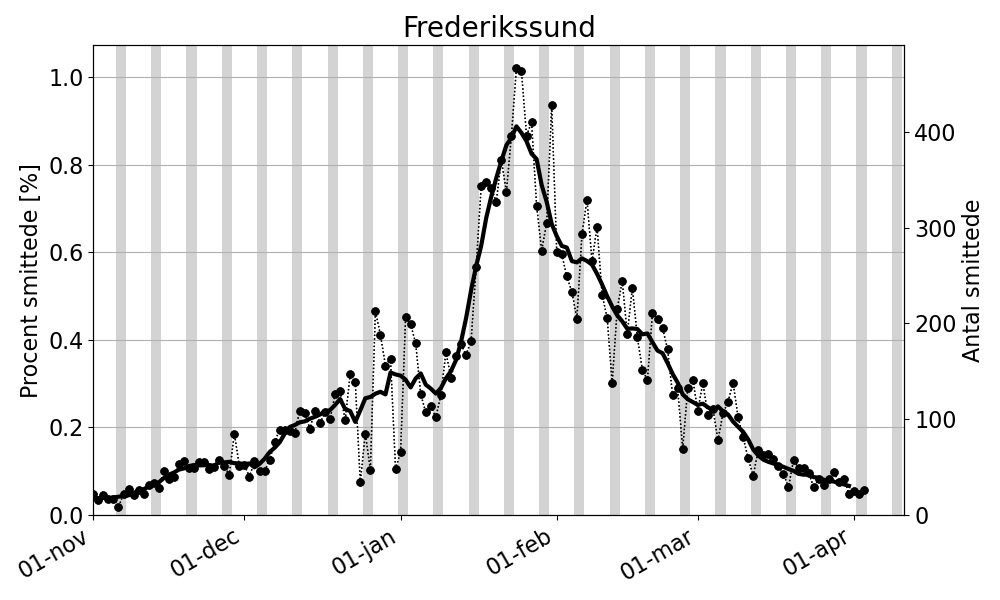 Frederikssund
Procent smittede [%]
1.0
0.8
0.6
0.4
0.2
0.0
400
300
200
100
0
Antal smittede
01-nov
01-dec
01-jan
01-feb
01-mar
01-apr